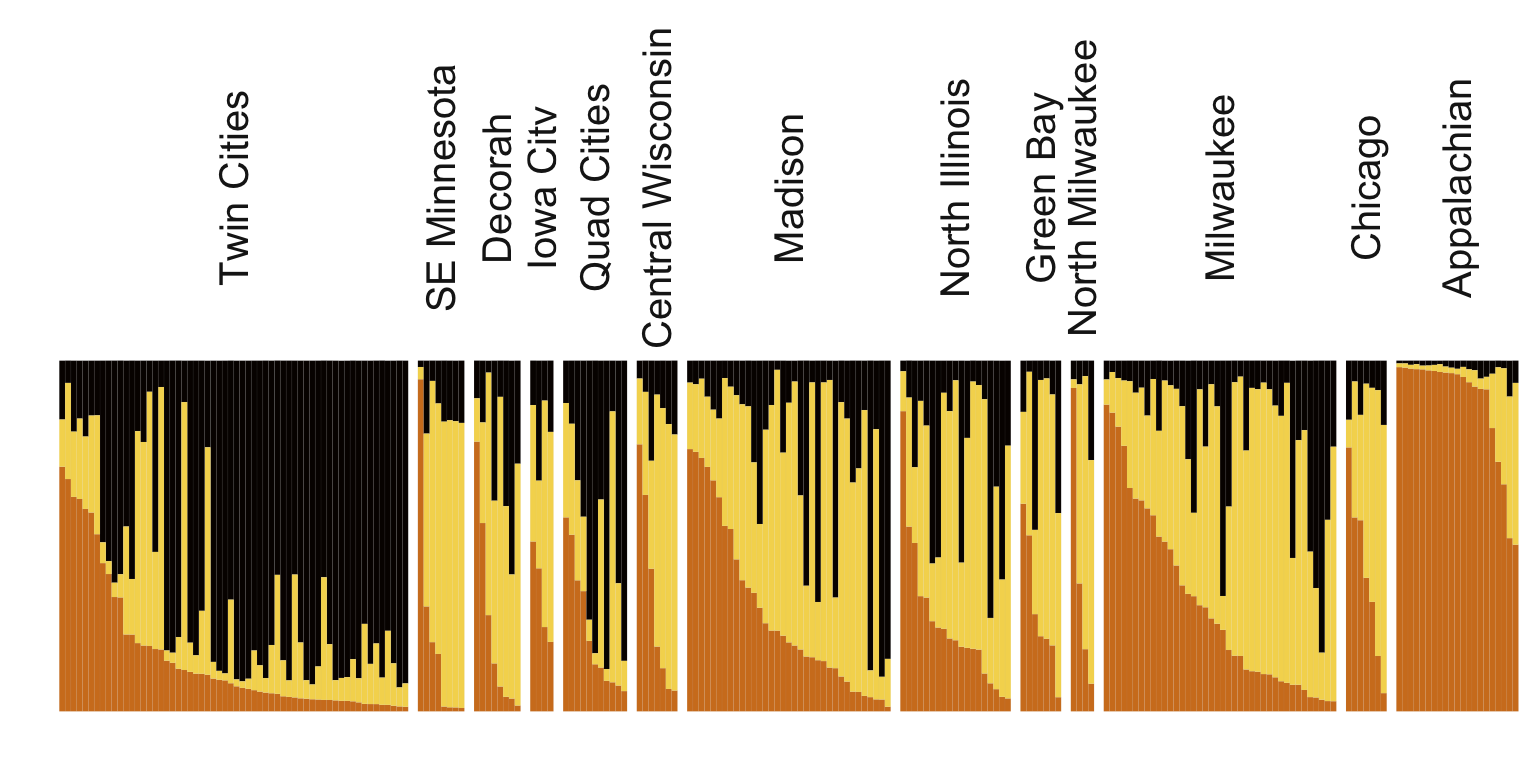 Twin Cities
SE Minnesota
Decorah
Iowa Citv
Quad Cities
Central Wisconsin
Madison
North Illinois
Green Bay
North Milwaukee
Milwaukee
Chicago
Appalachian